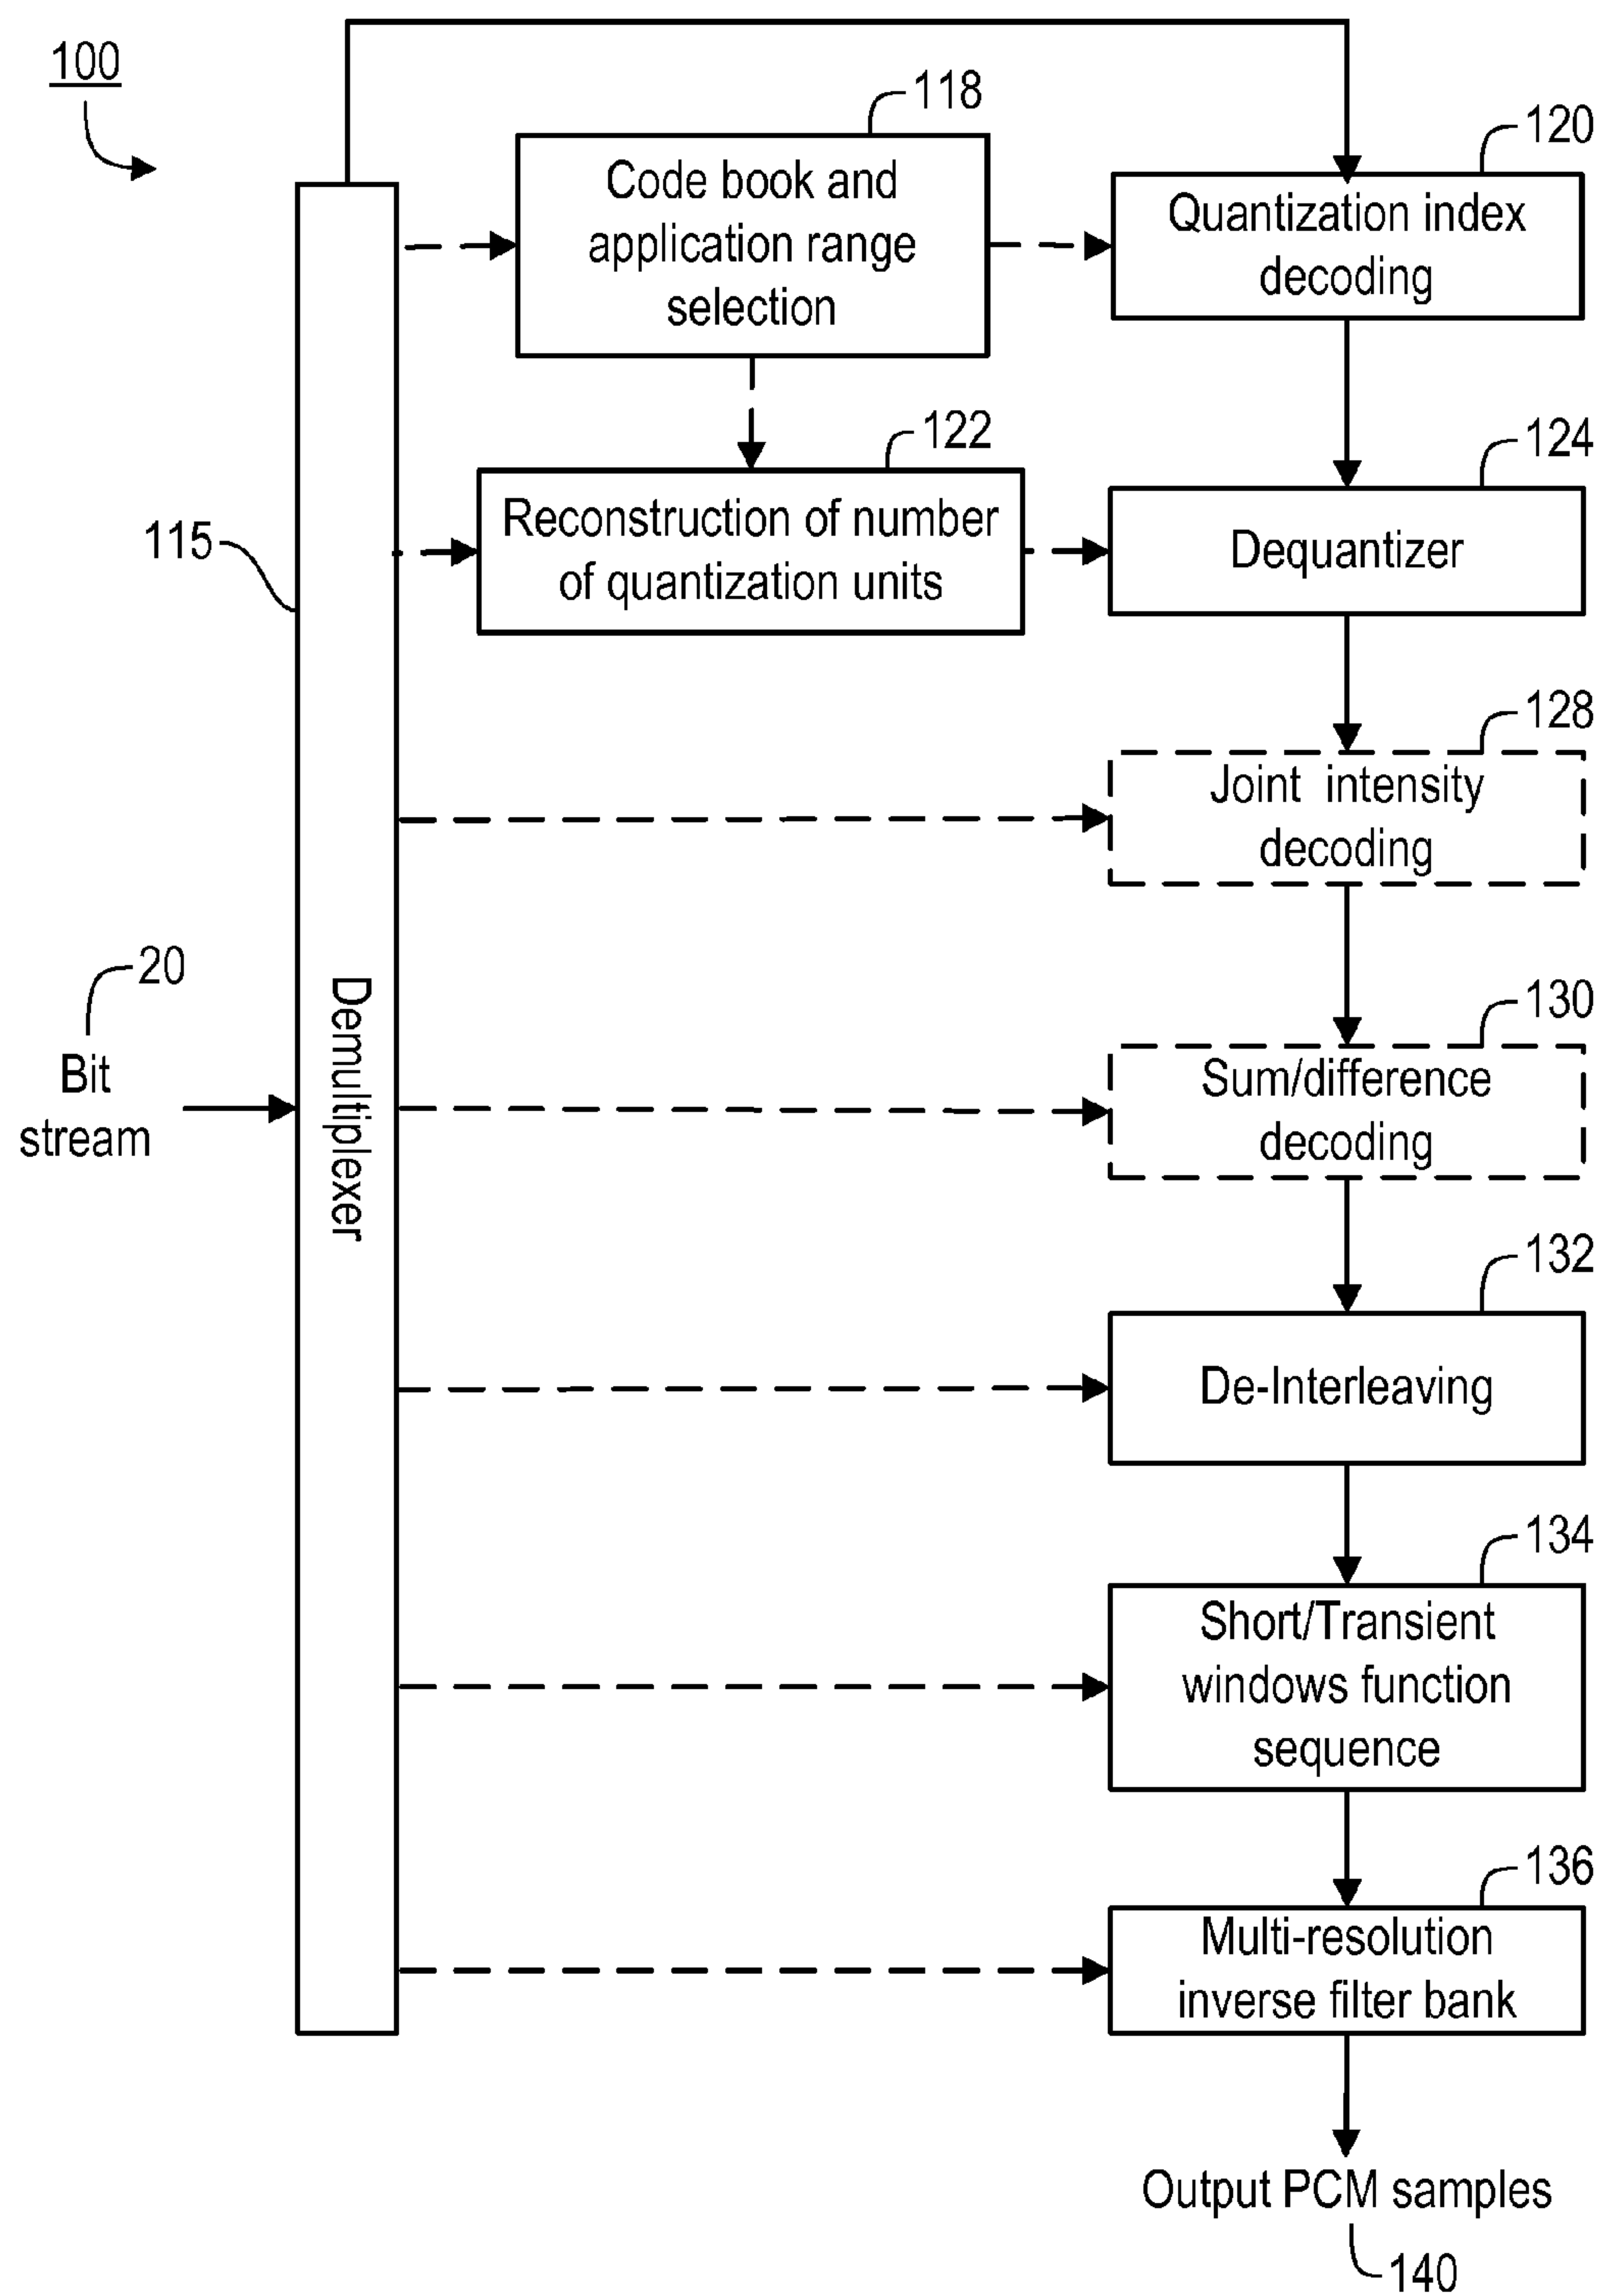 100
118
Code book and
application range
selection
120
Quantization index
decoding
122
Reconstruction of number
of quantization units
124
Dequantizer
115
128
Joint intensity
decoding
20
Bit
stream
Demultiplexer
130
Sum/difference
decoding
132
De-Interleaving
134
Short/Transient
windows function
sequence
136
Multi-resolution
inverse filter bank
Output PCM samples
140